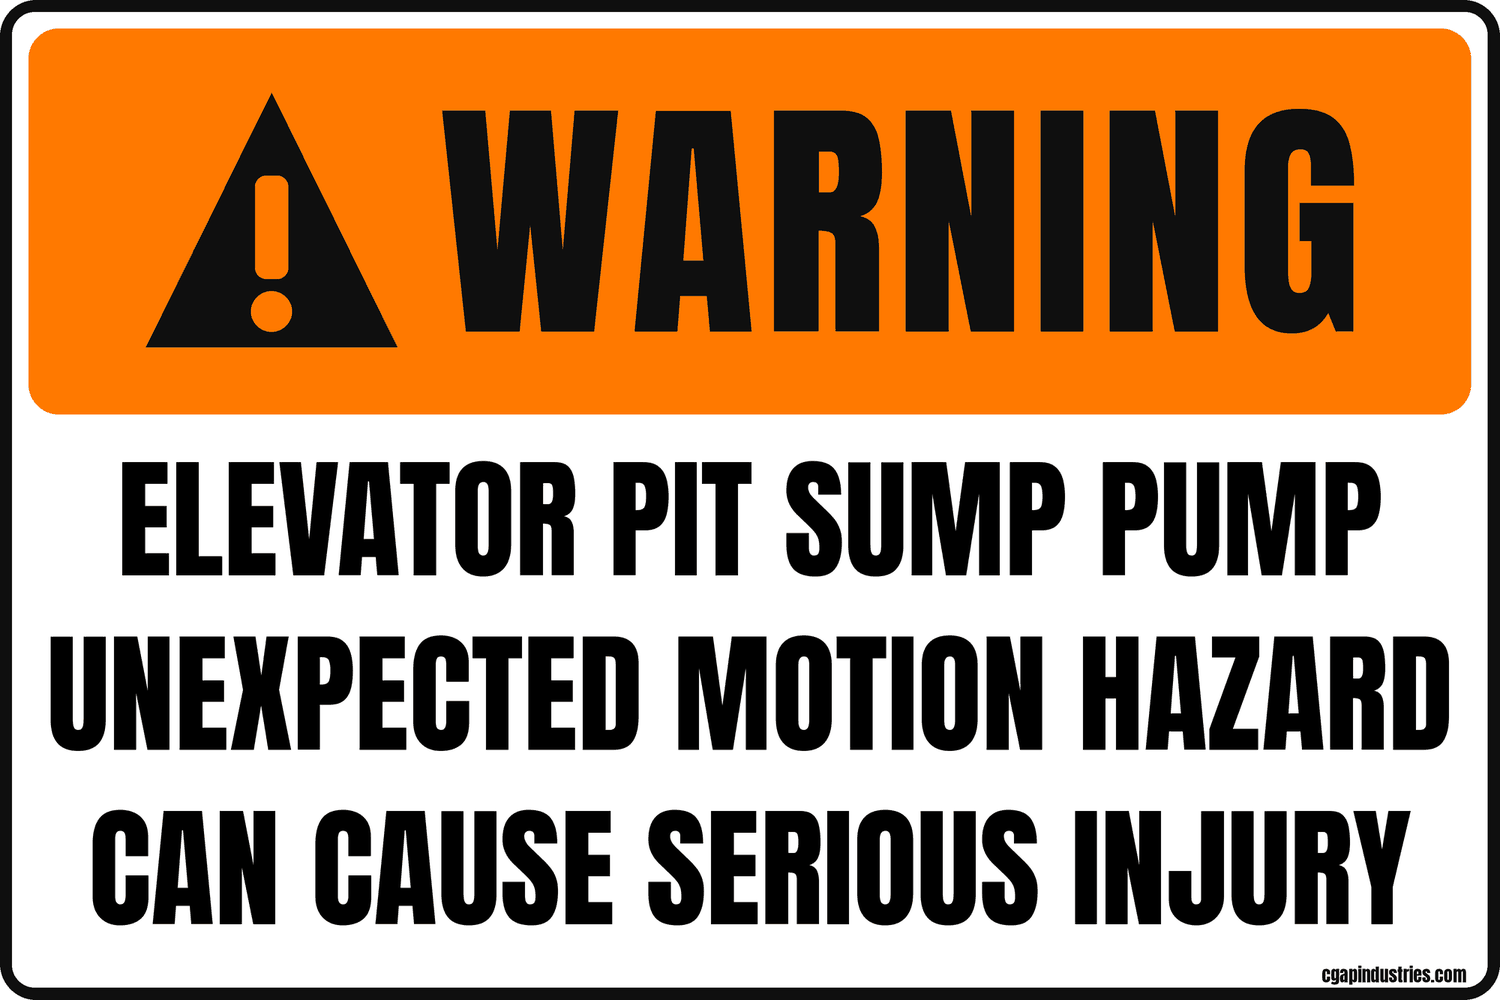 WARNING
ELEVATOR PIT SUMP PUMP
UNEXPECTED MOTION HAZARD
CAN CAUSE SERIOUS INJURY
cgapindustries.com